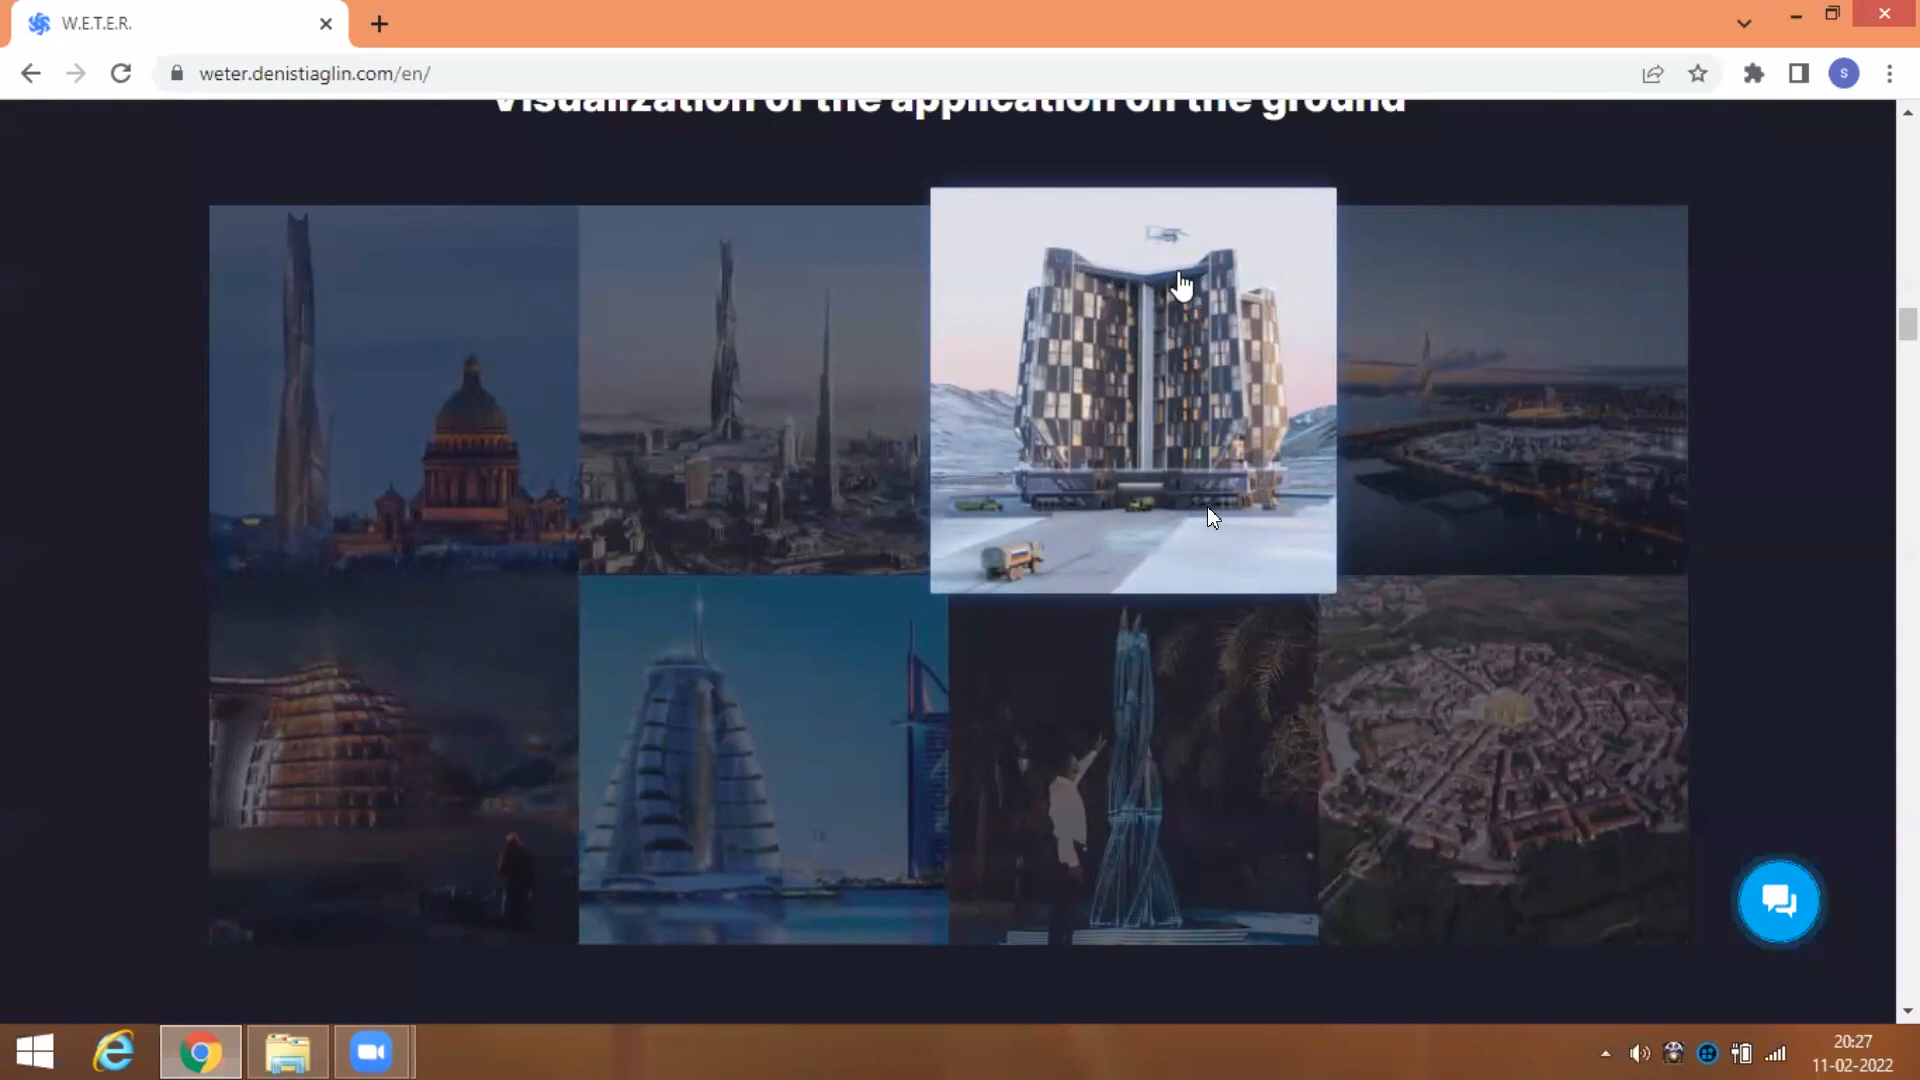 W.E.T.E.R.
weter.denistiaglin.com/en/
S
Visualization of the application on the ground
20:27
11-02-2022